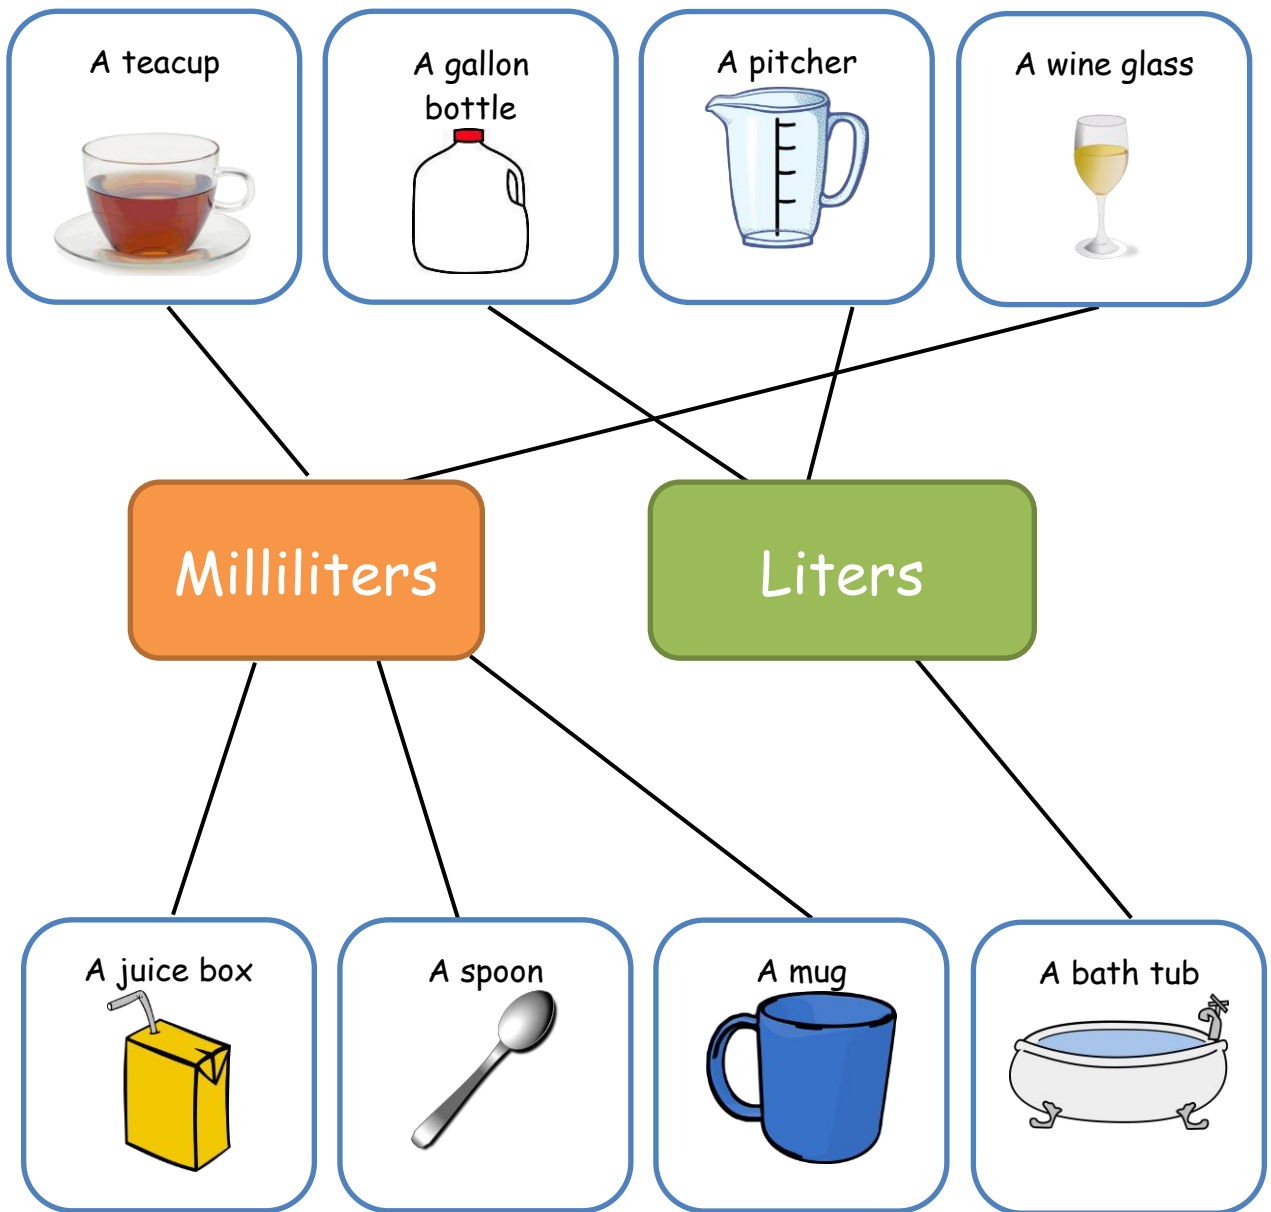 A teacup
A gallon
bottle
A pitcher
A wine glass
Milliliters
Liters
A juice box
A spoon
A mug
A bath tub